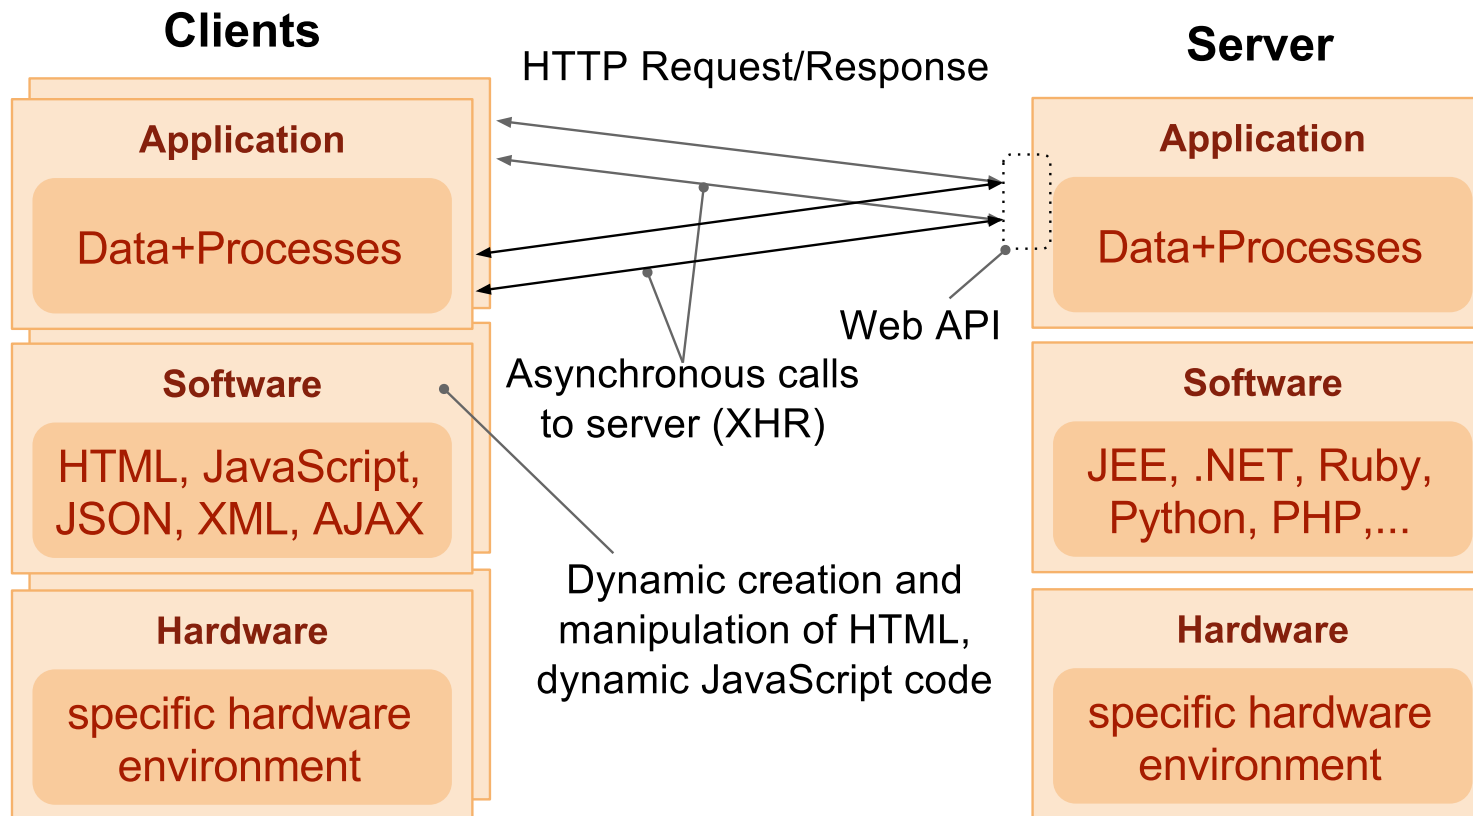 Clients
Application
Data+Processes
Software
HTML, JavaScript,
JSON, XML, AJAX
Hardware
specific hardware
environment
HTTP Request/Response
Web API
Asynchronous calls
to server (XHR)
Dynamic creation and
manipulation of HTML,
dynamic JavaScript code
Server
Application
Data+Processes
Software
JEE, .NET, Ruby,
Python, PHP,...
Hardware
specific hardware
environment